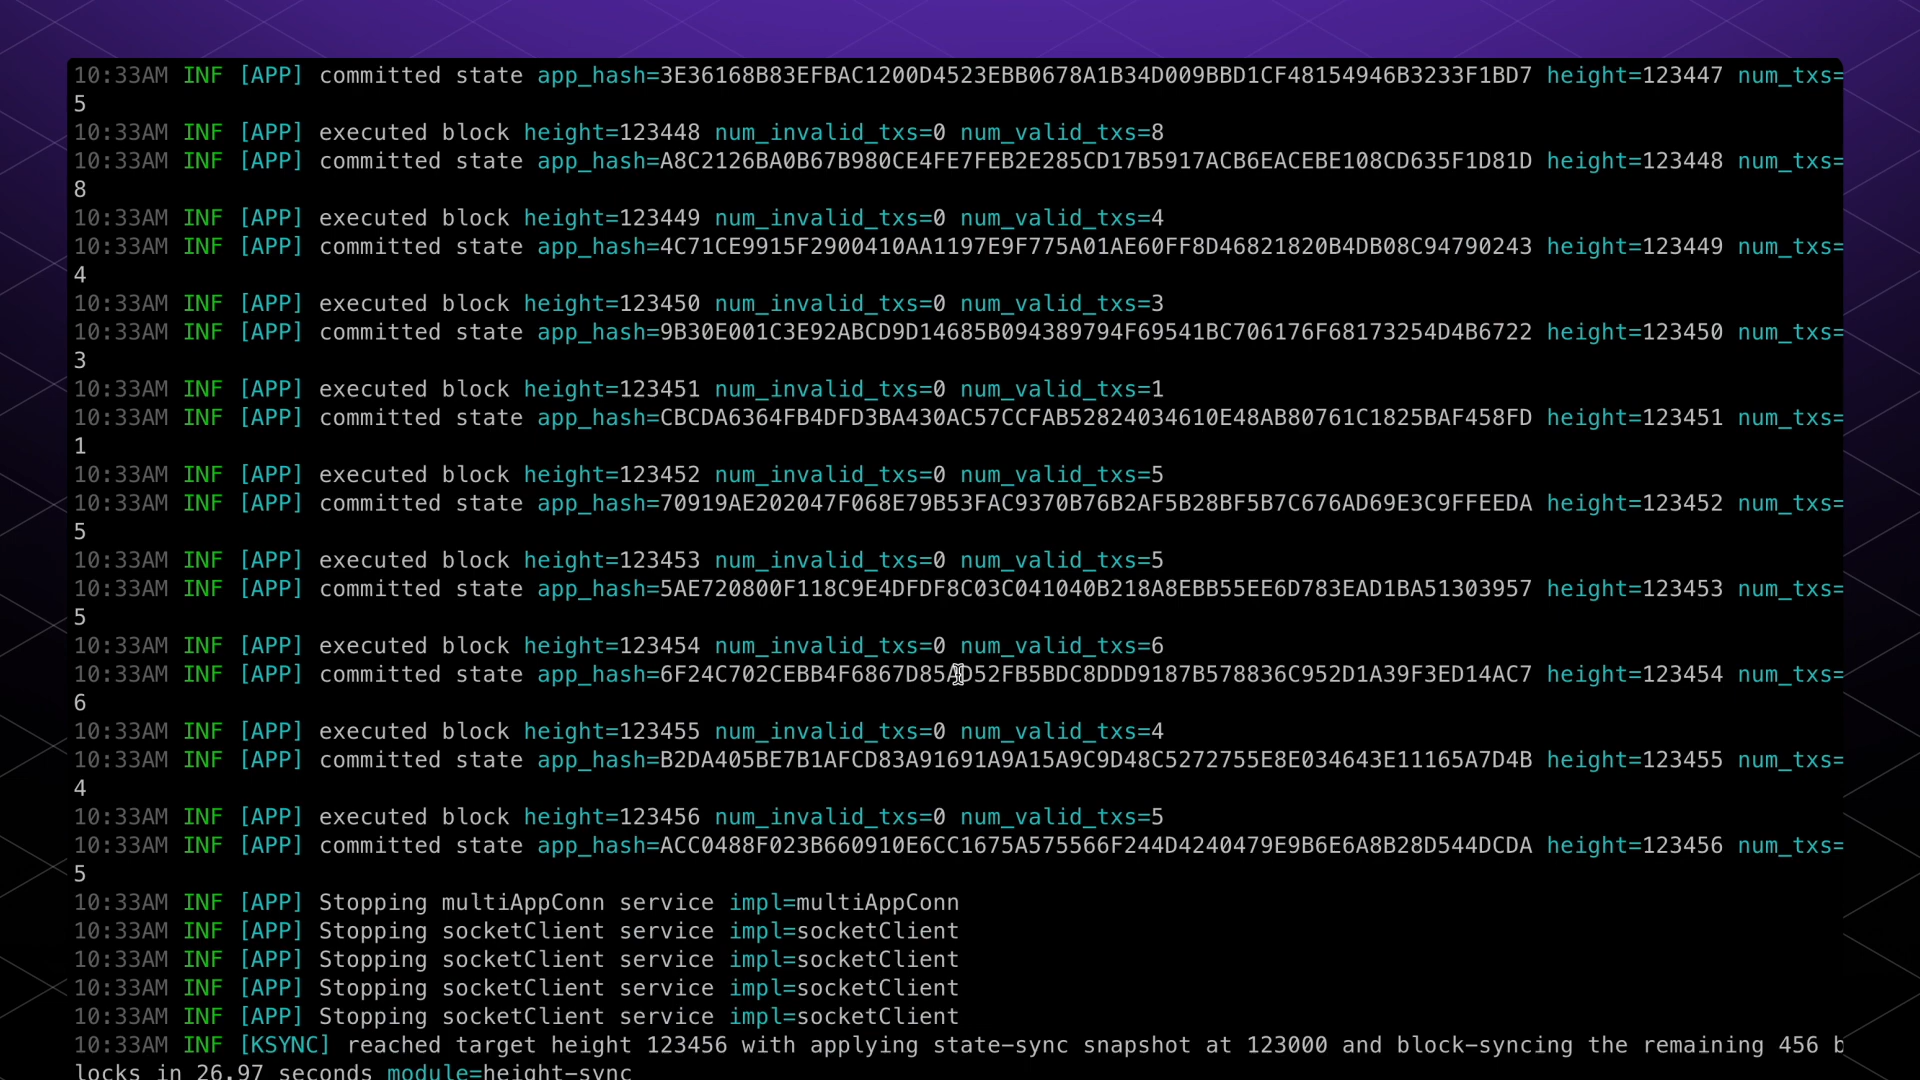 10:33AM INF [APP] committed state app_hash=3E36168B83EFBAC1200D4523EBB0678A1B34D009BBD1CF48154946B3233F1BD7 height=123447 num_txs=
5
10:33AM INF [APP] executed block height=123448 num_invalid_txs=0 num_valid_txs=8
10:33AM INF [APP] committed state app_hash=A8C2126BA0B67B980CE4FE7FEB2E285CD17B5917ACB6EACEBE108CD635F1D81D height=123448 num_txs=
8
10:33AM INF [APP] executed block height=123449 num_invalid_txs=0 num_valid_txs=4
10:33AM INF [APP] committed state app_hash=4C71CE9915F2900410AA1197E9F775A01AE60FF8D46821820B4DB08C94790243 height=123449 num_txs=
4
10:33AM INF [APP] executed block height=123450 num_invalid_txs=0 num_valid_txs=3
10:33AM INF [APP] committed state app_hash=9B30E001C3E92ABCD9D14685B094389794F69541BC706176F68173254D4B6722 height=123450 num_txs=
3
10:33AM INF [APP] executed block height=123451 num_invalid_txs=0 num_valid_txs=1
10:33AM INF [APP] committed state app_hash=CBCDA6364FB4DFD3BA430AC57CCFAB52824034610E48AB80761C1825BAF458FD height=123451 num_txs=
1
10:33AM INF [APP] executed block height=123452 num_invalid_txs=0 num_valid_txs=5
10:33AM INF [APP] committed state app_hash=70919AE202047F068E79B53FAC9370B76B2AF5B28BF5B7C676AD69E3C9FFEEDA height=123452 num_txs=
5
10:33AM INF [APP] executed block height=123453 num_invalid_txs=0 num_valid_txs=5
10:33AM INF [APP] committed state app_hash=5AE720800F118C9E4DFDF8C03C041040B218A8EBB55EE6D783EAD1BA51303957 height=123453 num_txs=
5
10:33AM INF [APP] executed block height=123454 num_invalid_txs=0 num_valid_txs=6
10:33AM INF [APP] committed state app_hash=6F24C702CEBB4F6867D85AD52FB5BDC8DDD9187B578836C952D1A39F3ED14AC7 height=123454 num_txs=
6
10:33AM INF [APP] executed block height=123455 num_invalid_txs=0 num_valid_txs=4
10:33AM INF [APP] committed state app_hash=B2DA405BE7B1AFCD83A91691A9A15A9C9D48C5272755E8E034643E11165A7D4B height=123455 num_txs=
4
10:33AM INF [APP] executed block height=123456 num_invalid_txs=0 num_valid_txs=5
10:33AM INF [APP] committed state app_hash=ACC0488F023B660910E6CC1675A575566F244D4240479E9B6E6A8B28D544DCDA height=123456 num_txs=
5
10:33AM INF [APP] Stopping multiAppConn service impl=multiAppConn
10:33AM INF [APP] Stopping socketClient service impl=socketClient
10:33AM INF [APP] Stopping socketClient service impl=socketClient
10:33AM INF [APP] Stopping socketClient service impl=socketClient
10:33AM INF [APP] Stopping socketClient service impl=socketClient
10:33AM INF [KSYNC] reached target height 123456 with applying state-sync snapshot at 123000 and block-syncing the remaining 456 b
locks in 26.97 seconds module=height-sync